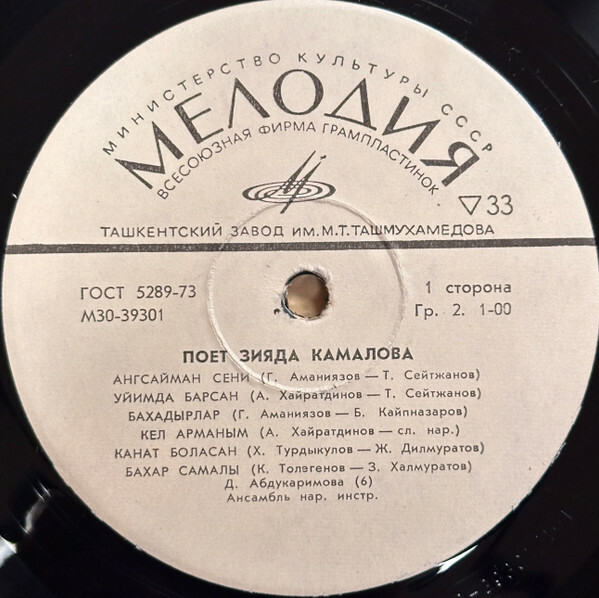 МИНИСТЕРСТВО КУЛЬТУРЫ СССР
МЕЛОДИЯ
ВСЕСОЮЗНАЯ ФИРМА ГРАМПЛАСТИНОК
▽33
ТАШКЕНТСКИЙ ЗАВОД ИМ. М.Т.ТАШМУХАМЕДОВА
ГОСТ 5289-73
М30-39301
1 сторона
Гр. 2. 1-00
ПОЕТ ЗИЯДА КАМАЛОВА
АНГСАЙМАН СЕНИ (Г. Аманиязов — Т. Сейтжанов)
УЙИМДА БАРСАН (А. Хайратдинов — Т. Сейтжанов)
БАХАДЫРЛАР (Г. Аманиязов — Б. Кайпназаров)
КЕЛ АРМАНЫМ (А. Хайратдинов — сл. нар.)
КАНАТ БОЛАСАН (Х. Турдыкулов — Ж. Дилмуратов)
БАХАР САМАЛЫ (К. Толэгенов — З. Халмуратов)
Д. Абдукаримова (6)
Ансамбль нар. инстр.